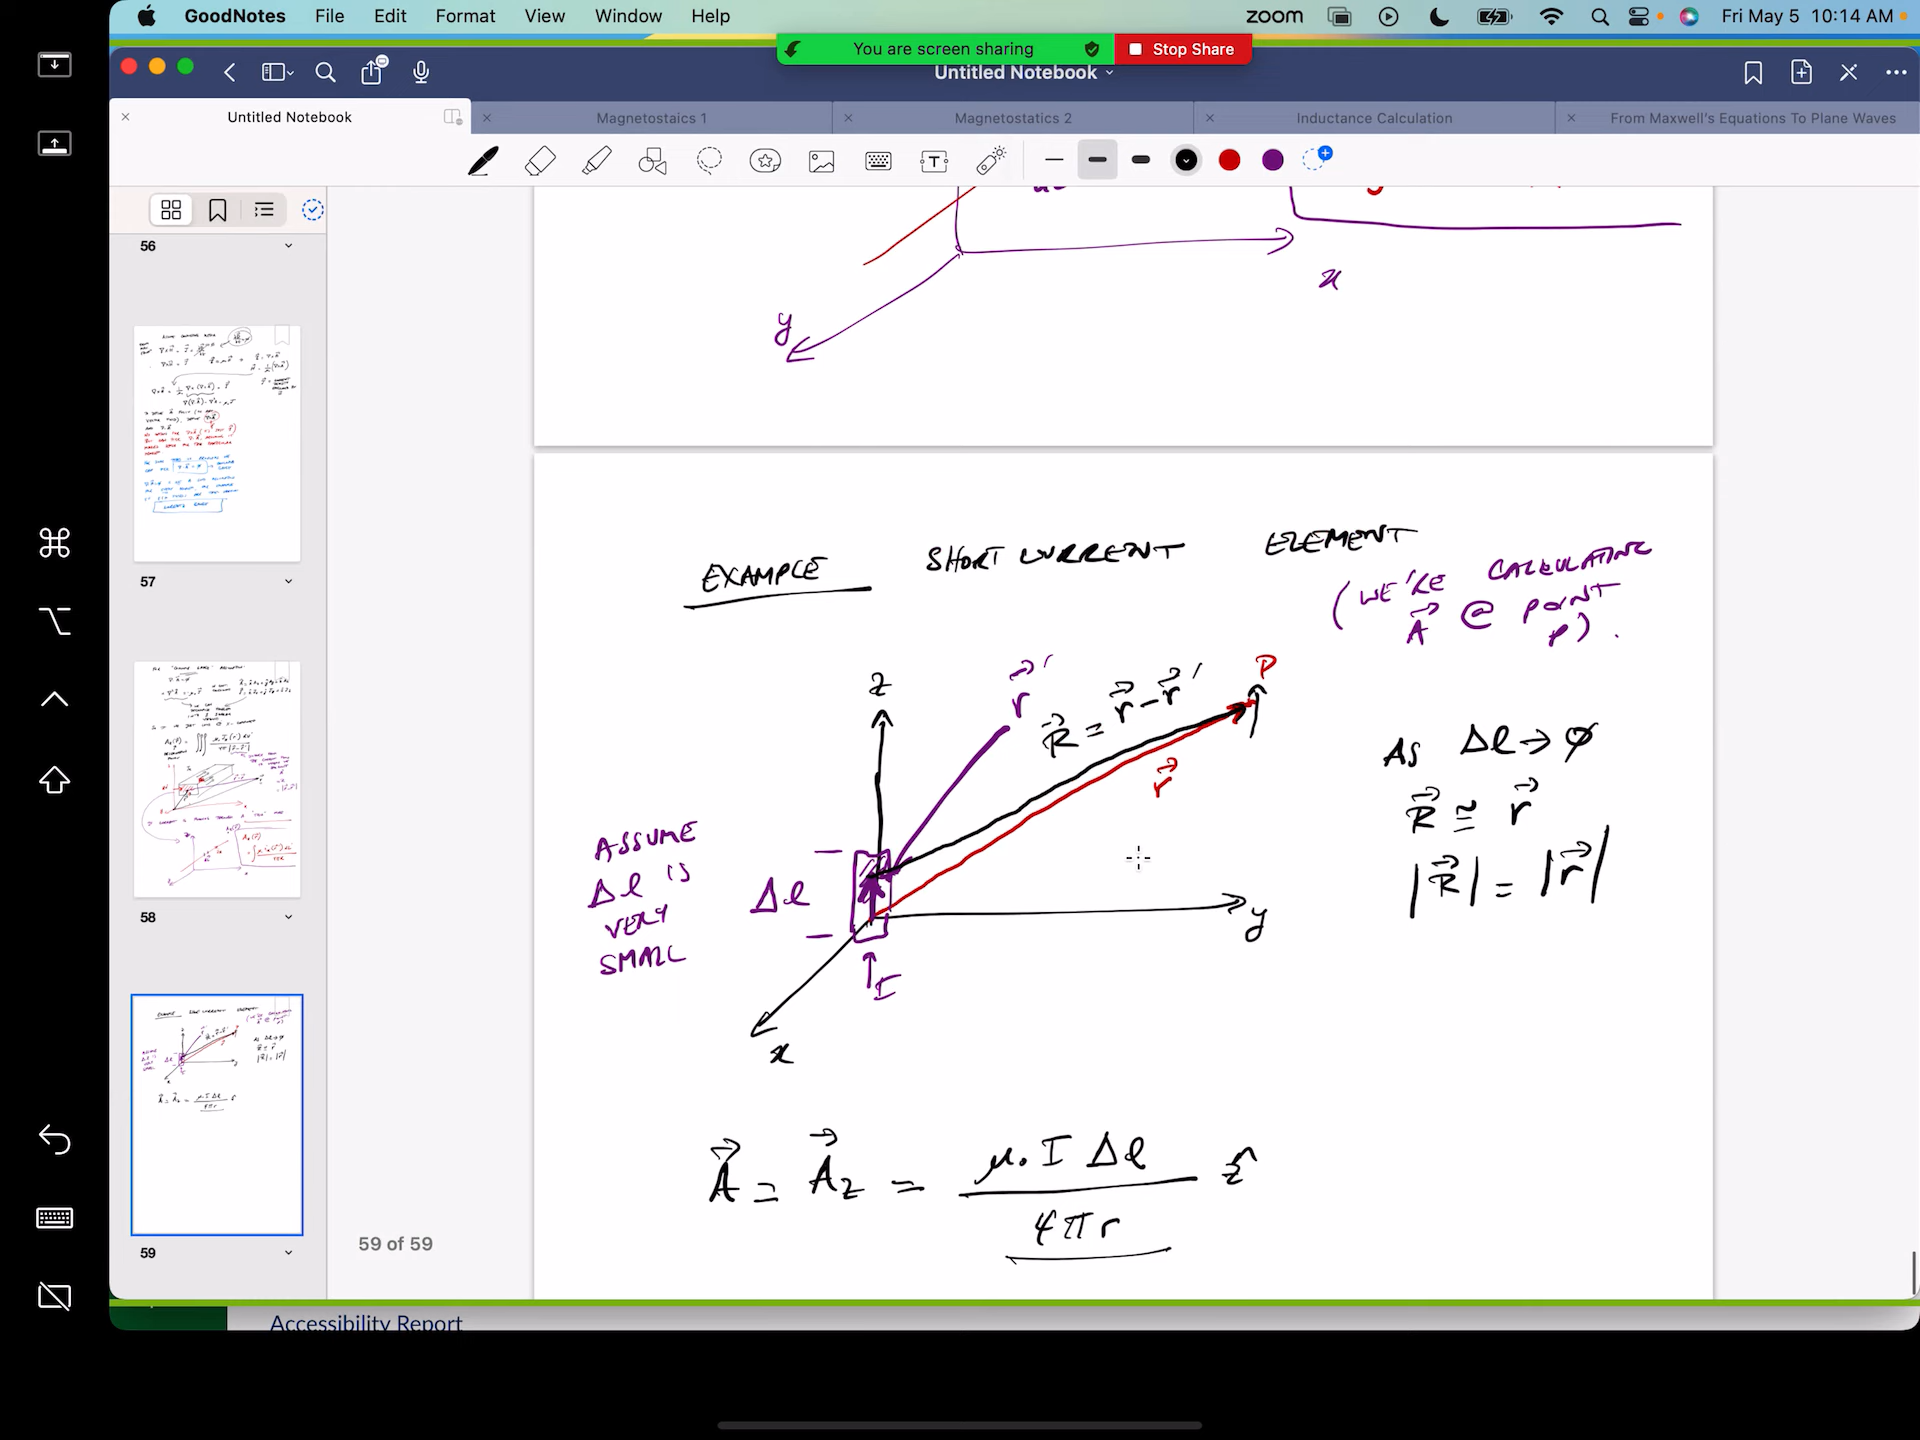 GoodNotes File Edit Format View Window Help zoom Fri May 5 10:14 AM
You are screen sharing Stop Share
Untitled Notebook
Untitled Notebook Magnetostaics 1 Magnetostatics 2 Inductance Calculation From Maxwell's Equations To Plane Waves
56
57
58
59
59 of 59
x
y
EXAMPLE SHORT CURRENT ELEMENT
(WE'RE CALCULATING
A⃗ @ POINT
P).
z
r⃗'
R⃗ = r⃗ - r⃗'
P
r⃗
AS Δl → φ
R⃗ ≅ r⃗
|R⃗| = |r⃗|
ASSUME
Δl IS
VERY
SMALL
Δl
y
I
x
A⃗ = A⃗z = μ₀ I Δl ẑ
4πr
Accessibility Report